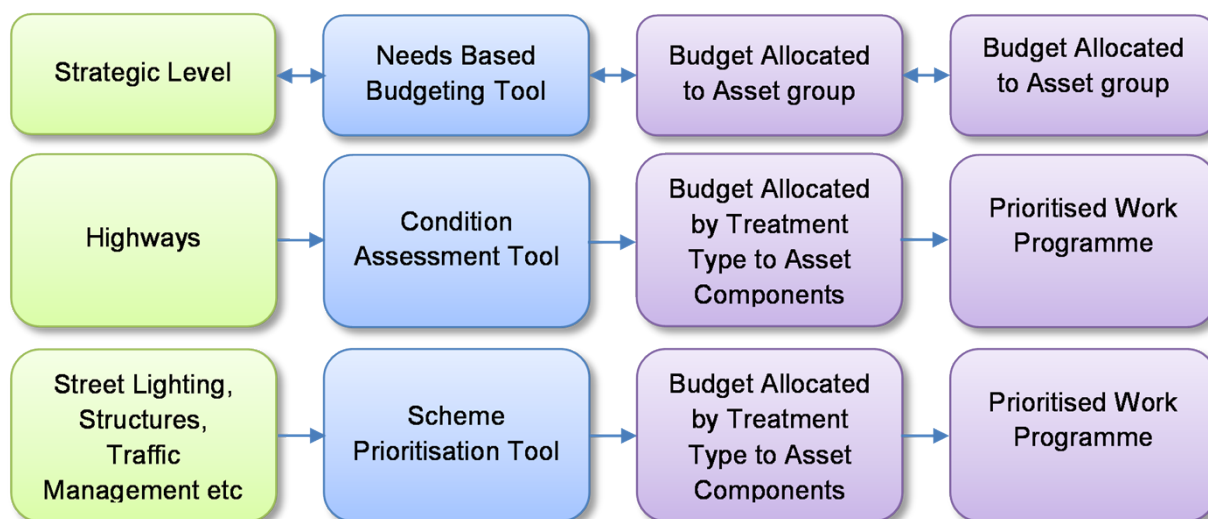 Strategic Level
Needs Based
Budgeting Tool
Budget Allocated
to Asset group
Budget Allocated
to Asset group
Highways
Condition
Assessment Tool
Budget Allocated
by Treatment
Type to Asset
Components
Prioritised Work
Programme
Street Lighting,
Structures,
Traffic
Management etc
Scheme
Prioritisation Tool
Budget Allocated
by Treatment
Type to Asset
Components
Prioritised Work
Programme